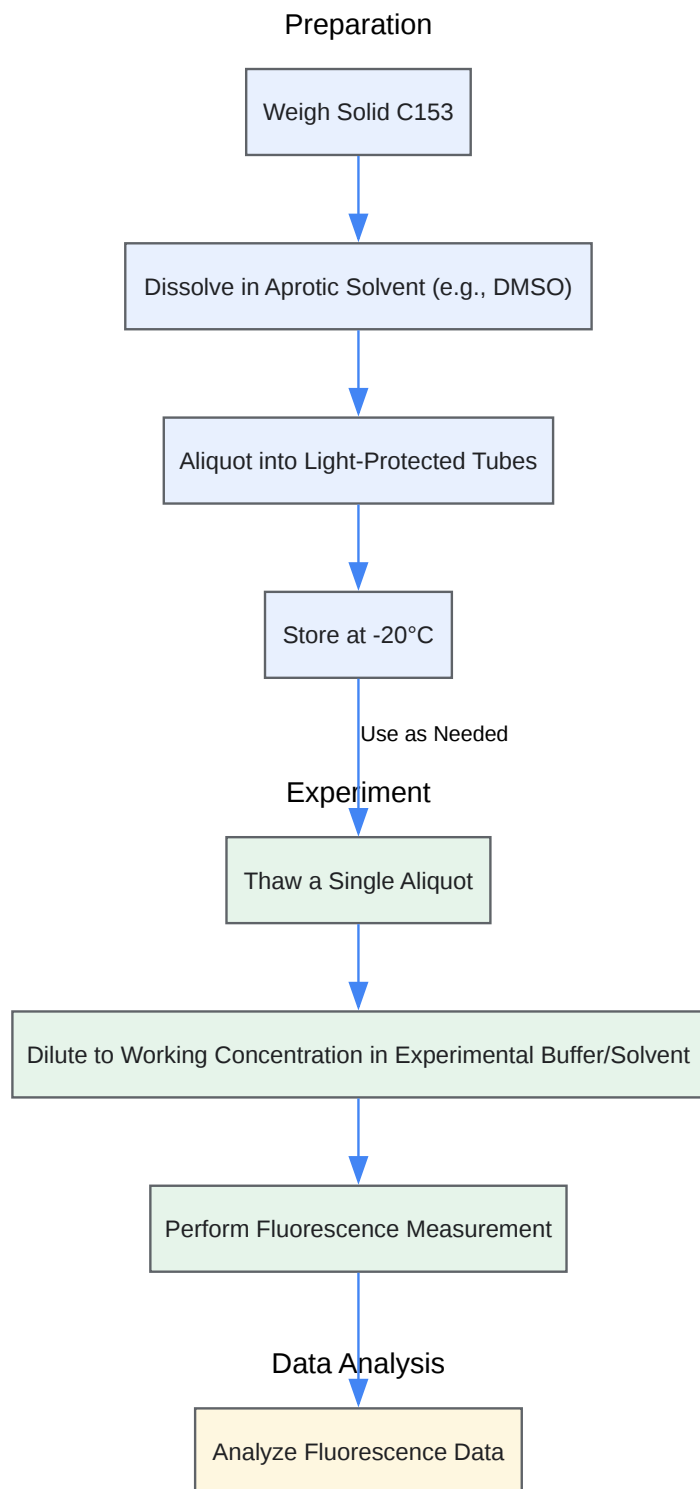 Preparation
Weigh Solid C153
Dissolve in Aprotic Solvent (e.g., DMSO)
Aliquot into Light-Protected Tubes
Store at -20°C
Use as Needed
Experiment
Thaw a Single Aliquot
Dilute to Working Concentration in Experimental Buffer/Solvent
Perform Fluorescence Measurement
Data Analysis
Analyze Fluorescence Data